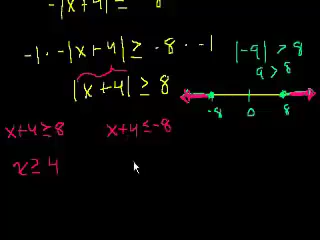 -|x+4| ≤
-1 · -|x+4| ≥ -8 · -1
|x+4| ≥ 8
|-9| > 8
9 > 8
-8 0 8
x+4 ≥ 8 x+4 ≤ -8
x ≥ 4